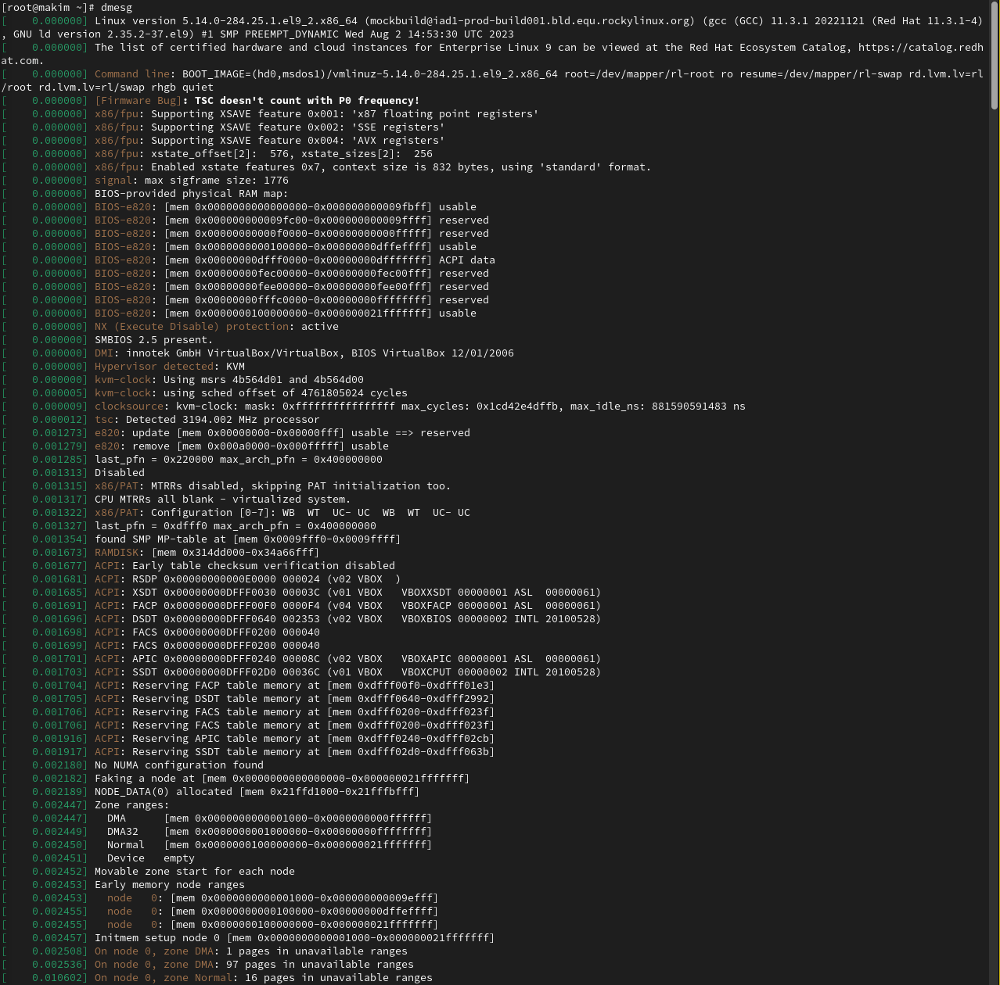 [root@makim ~]# dmesg
[    0.000000] Linux version 5.14.0-284.25.1.el9_2.x86_64 (mockbuild@iad1-prod-build001.bld.equ.rockylinux.org) (gcc (GCC) 11.3.1 20221121 (Red Hat 11.3.1-4)
, GNU ld version 2.35.2-37.el9) #1 SMP PREEMPT_DYNAMIC Wed Aug 2 14:53:30 UTC 2023
[    0.000000] The list of certified hardware and cloud instances for Enterprise Linux 9 can be viewed at the Red Hat Ecosystem Catalog, https://catalog.redh
at.com.
[    0.000000] Command line: BOOT_IMAGE=(hd0,msdos1)/vmlinuz-5.14.0-284.25.1.el9_2.x86_64 root=/dev/mapper/rl-root ro resume=/dev/mapper/rl-swap rd.lvm.lv=rl
/root rd.lvm.lv=rl/swap rhgb quiet
[    0.000000] [Firmware Bug]: TSC doesn't count with P0 frequency!
[    0.000000] x86/fpu: Supporting XSAVE feature 0x001: 'x87 floating point registers'
[    0.000000] x86/fpu: Supporting XSAVE feature 0x002: 'SSE registers'
[    0.000000] x86/fpu: Supporting XSAVE feature 0x004: 'AVX registers'
[    0.000000] x86/fpu: xstate_offset[2]:  576, xstate_sizes[2]:  256
[    0.000000] x86/fpu: Enabled xstate features 0x7, context size is 832 bytes, using 'standard' format.
[    0.000000] signal: max sigframe size: 1776
[    0.000000] BIOS-provided physical RAM map:
[    0.000000] BIOS-e820: [mem 0x0000000000000000-0x000000000009fbff] usable
[    0.000000] BIOS-e820: [mem 0x000000000009fc00-0x000000000009ffff] reserved
[    0.000000] BIOS-e820: [mem 0x00000000000f0000-0x00000000000fffff] reserved
[    0.000000] BIOS-e820: [mem 0x0000000000100000-0x00000000dffeffff] usable
[    0.000000] BIOS-e820: [mem 0x00000000dfff0000-0x00000000dfffffff] ACPI data
[    0.000000] BIOS-e820: [mem 0x00000000fec00000-0x00000000fec00fff] reserved
[    0.000000] BIOS-e820: [mem 0x00000000fee00000-0x00000000fee00fff] reserved
[    0.000000] BIOS-e820: [mem 0x00000000fffc0000-0x00000000ffffffff] reserved
[    0.000000] BIOS-e820: [mem 0x0000000100000000-0x000000021fffffff] usable
[    0.000000] NX (Execute Disable) protection: active
[    0.000000] SMBIOS 2.5 present.
[    0.000000] DMI: innotek GmbH VirtualBox/VirtualBox, BIOS VirtualBox 12/01/2006
[    0.000000] Hypervisor detected: KVM
[    0.000000] kvm-clock: Using msrs 4b564d01 and 4b564d00
[    0.000005] kvm-clock: using sched offset of 4761805024 cycles
[    0.000009] clocksource: kvm-clock: mask: 0xffffffffffffffff max_cycles: 0x1cd42e4dffb, max_idle_ns: 881590591483 ns
[    0.000012] tsc: Detected 3194.002 MHz processor
[    0.001273] e820: update [mem 0x00000000-0x00000fff] usable ==> reserved
[    0.001279] e820: remove [mem 0x000a0000-0x000fffff] usable
[    0.001285] last_pfn = 0x220000 max_arch_pfn = 0x400000000
[    0.001313] Disabled
[    0.001315] x86/PAT: MTRRs disabled, skipping PAT initialization too.
[    0.001317] CPU MTRRs all blank - virtualized system.
[    0.001322] x86/PAT: Configuration [0-7]: WB  WT  UC- UC  WB  WT  UC- UC
[    0.001327] last_pfn = 0xdfff0 max_arch_pfn = 0x400000000
[    0.001354] found SMP MP-table at [mem 0x0009fff0-0x0009ffff]
[    0.001673] RAMDISK: [mem 0x314dd000-0x34a66fff]
[    0.001677] ACPI: Early table checksum verification disabled
[    0.001681] ACPI: RSDP 0x00000000000E0000 000024 (v02 VBOX  )
[    0.001685] ACPI: XSDT 0x00000000DFFF0030 00003C (v01 VBOX   VBOXXSDT 00000001 ASL  00000061)
[    0.001691] ACPI: FACP 0x00000000DFFF00F0 0000F4 (v04 VBOX   VBOXFACP 00000001 ASL  00000061)
[    0.001696] ACPI: DSDT 0x00000000DFFF0640 002353 (v02 VBOX   VBOXBIOS 00000002 INTL 20100528)
[    0.001698] ACPI: FACS 0x00000000DFFF0200 000040
[    0.001699] ACPI: FACS 0x00000000DFFF0200 000040
[    0.001701] ACPI: APIC 0x00000000DFFF0240 00008C (v02 VBOX   VBOXAPIC 00000001 ASL  00000061)
[    0.001703] ACPI: SSDT 0x00000000DFFF02D0 00036C (v01 VBOX   VBOXCPUT 00000002 INTL 20100528)
[    0.001704] ACPI: Reserving FACP table memory at [mem 0xdfff00f0-0xdfff01e3]
[    0.001705] ACPI: Reserving DSDT table memory at [mem 0xdfff0640-0xdfff2992]
[    0.001706] ACPI: Reserving FACS table memory at [mem 0xdfff0200-0xdfff023f]
[    0.001706] ACPI: Reserving FACS table memory at [mem 0xdfff0200-0xdfff023f]
[    0.001916] ACPI: Reserving APIC table memory at [mem 0xdfff0240-0xdfff02cb]
[    0.001917] ACPI: Reserving SSDT table memory at [mem 0xdfff02d0-0xdfff063b]
[    0.002180] No NUMA configuration found
[    0.002182] Faking a node at [mem 0x0000000000000000-0x000000021fffffff]
[    0.002189] NODE_DATA(0) allocated [mem 0x21ffd1000-0x21fffbfff]
[    0.002447] Zone ranges:
[    0.002447]   DMA      [mem 0x0000000000001000-0x0000000000ffffff]
[    0.002449]   DMA32    [mem 0x0000000001000000-0x00000000ffffffff]
[    0.002450]   Normal   [mem 0x0000000100000000-0x000000021fffffff]
[    0.002451]   Device   empty
[    0.002452] Movable zone start for each node
[    0.002453] Early memory node ranges
[    0.002453]   node   0: [mem 0x0000000000001000-0x000000000009efff]
[    0.002455]   node   0: [mem 0x0000000000100000-0x00000000dffeffff]
[    0.002455]   node   0: [mem 0x0000000100000000-0x000000021fffffff]
[    0.002457] Initmem setup node 0 [mem 0x0000000000001000-0x000000021fffffff]
[    0.002508] On node 0, zone DMA: 1 pages in unavailable ranges
[    0.002536] On node 0, zone DMA: 97 pages in unavailable ranges
[    0.010602] On node 0, zone Normal: 16 pages in unavailable ranges